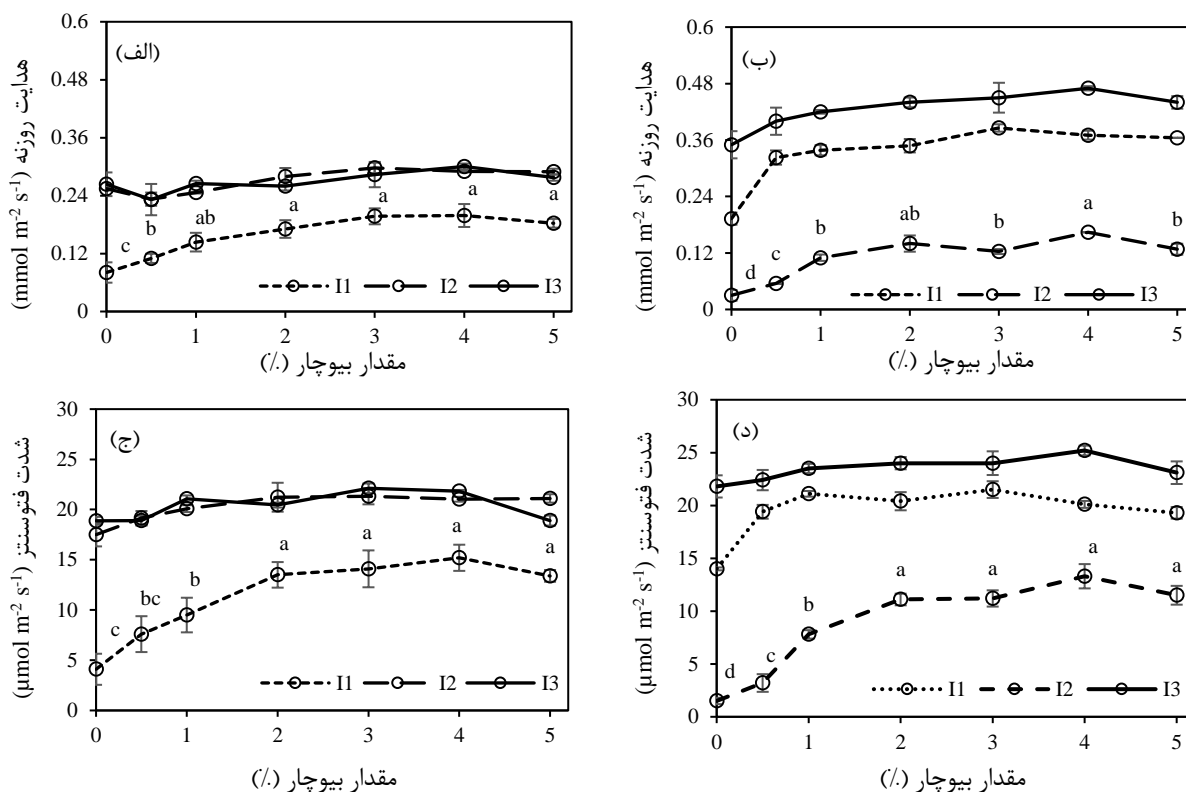 (الف)
هدایت روزنه (mmol m⁻² s⁻¹)
0.6
0.48
0.36
0.24
0.12
0
c
b
ab
a
a
a
a
I1 I2 I3
0 1 2 3 4 5
مقدار بیوچار (٪)
(ب)
هدایت روزنه (mmol m⁻² s⁻¹)
0.6
0.48
0.36
0.24
0.12
0
d
c
b
ab
b
a
b
I1 I2 I3
0 1 2 3 4 5
مقدار بیوچار (٪)
(ج)
شدت فتوسنتز (µmol m⁻² s⁻¹)
30
25
20
15
10
5
0
c
bc
b
a
a
a
a
I1 I2 I3
0 1 2 3 4 5
مقدار بیوچار (٪)
(د)
شدت فتوسنتز (µmol m⁻² s⁻¹)
30
25
20
15
10
5
0
d
c
b
a
a
a
a
I1 I2 I3
0 1 2 3 4 5
مقدار بیوچار (٪)